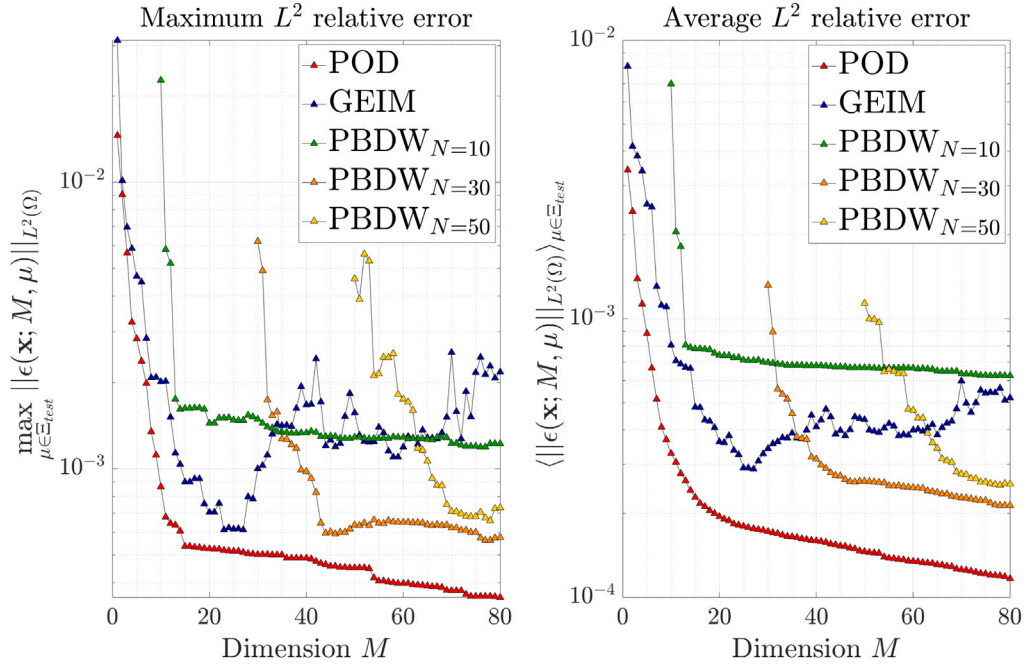 Maximum L² relative error
max_{μ∈Ξ_{test}} ||ϵ(x; M, μ)||_{L²(Ω)}
10⁻²
10⁻³
POD
GEIM
PBDW_{N=10}
PBDW_{N=30}
PBDW_{N=50}
0 20 40 60 80
Dimension M
Average L² relative error
⟨||ϵ(x; M, μ)||_{L²(Ω)}⟩_{μ∈Ξ_{test}}
10⁻²
10⁻³
10⁻⁴
POD
GEIM
PBDW_{N=10}
PBDW_{N=30}
PBDW_{N=50}
0 20 40 60 80
Dimension M